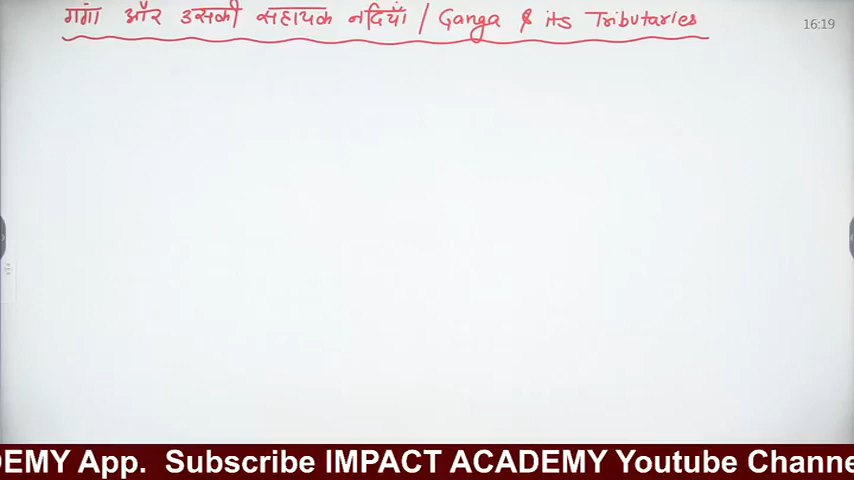 गंगा और उसकी सहायक नदियाँ / Ganga & its Tributaries
16:19
DEMY App. Subscribe IMPACT ACADEMY Youtube Channe